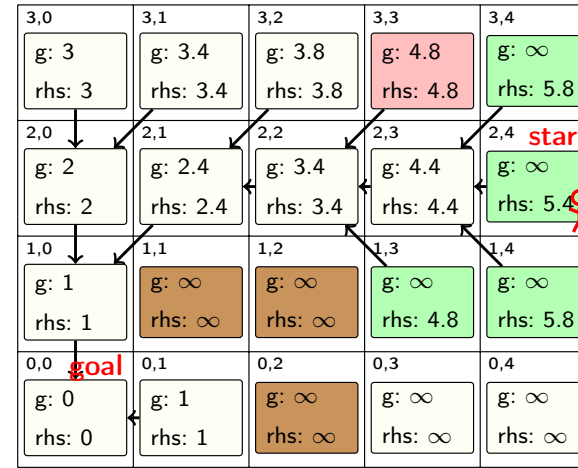 3,0 3,1 3,2 3,3 3,4
g: 3 g: 3.4 g: 3.8 g: 4.8 g: ∞
rhs: 3 rhs: 3.4 rhs: 3.8 rhs: 4.8 rhs: 5.8
2,0 2,1 2,2 2,3 2,4 star
g: 2 g: 2.4 g: 3.4 g: 4.4 g: ∞
rhs: 2 rhs: 2.4 rhs: 3.4 rhs: 4.4 rhs: 5.4
1,0 1,1 1,2 1,3 1,4
g: 1 g: ∞ g: ∞ g: ∞ g: ∞
rhs: 1 rhs: ∞ rhs: ∞ rhs: 4.8 rhs: 5.8
0,0 goal 0,1 0,2 0,3 0,4
g: 0 g: 1 g: ∞ g: ∞ g: ∞
rhs: 0 rhs: 1 rhs: ∞ rhs: ∞ rhs: ∞